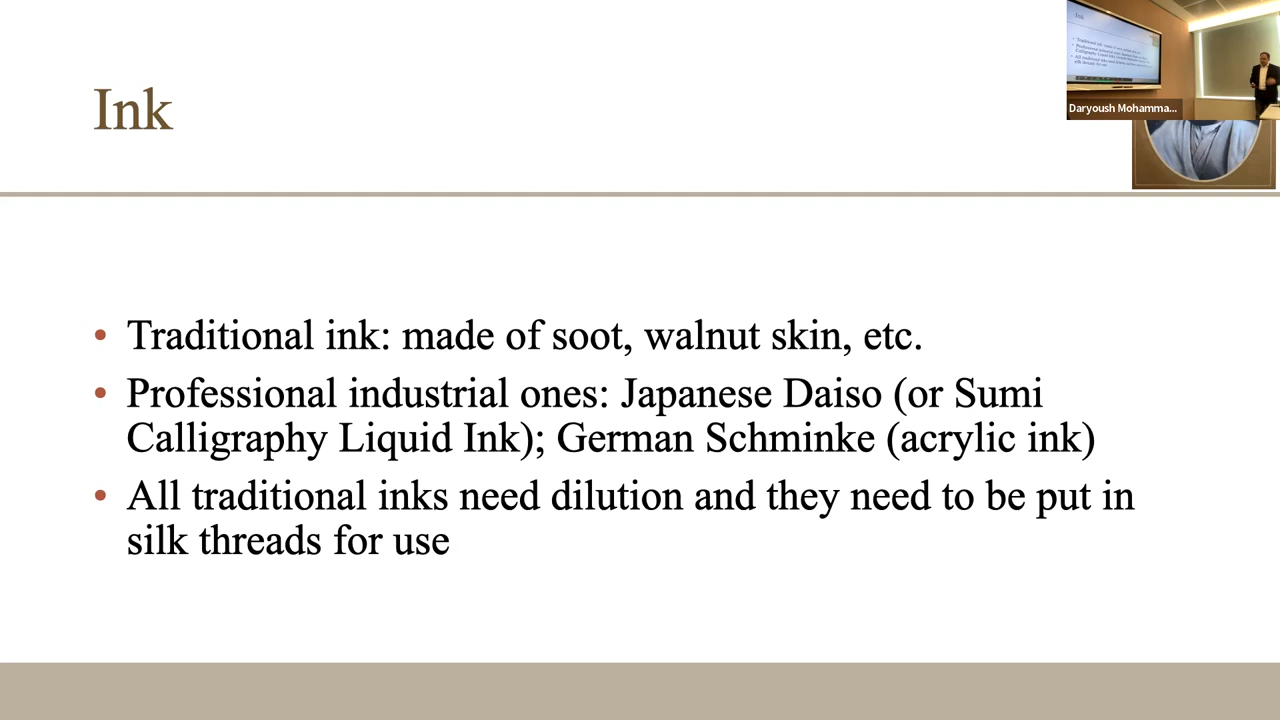 Ink
Daryoush Mohamma...
• Traditional ink: made of soot, walnut skin, etc.
• Professional industrial ones: Japanese Daiso (or Sumi
Calligraphy Liquid Ink); German Schminke (acrylic ink)
• All traditional inks need dilution and they need to be put in
silk threads for use